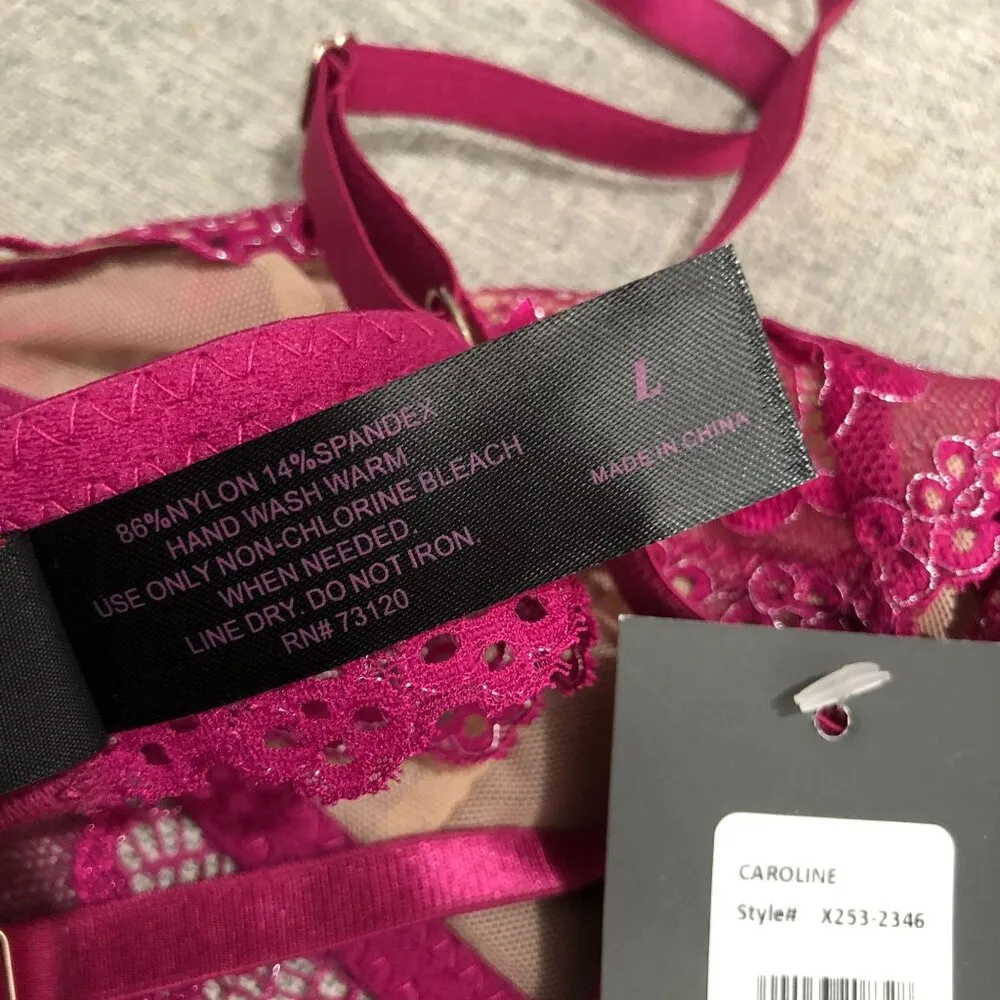 86%NYLON 14%SPANDEX
HAND WASH WARM
USE ONLY NON-CHLORINE BLEACH
WHEN NEEDED.
LINE DRY. DO NOT IRON.
RN# 73120
L
MADE IN CHINA
CAROLINE
Style# X253-2346